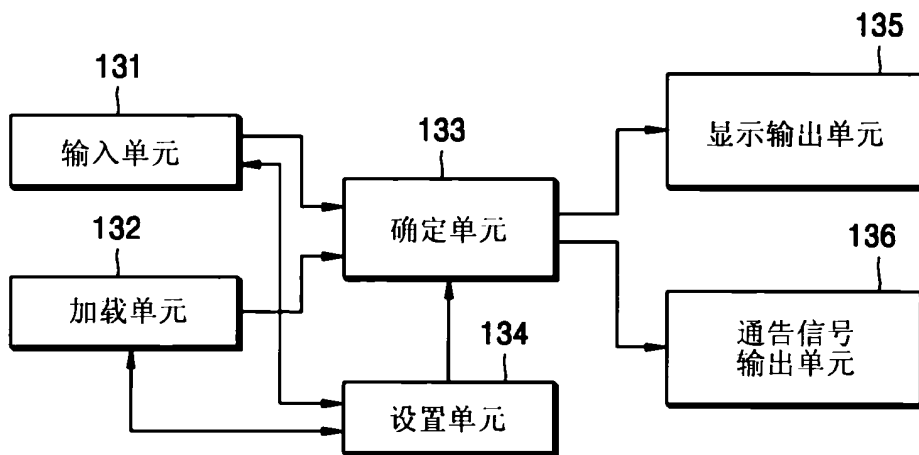 131
输入单元
132
加载单元
133
确定单元
134
设置单元
135
显示输出单元
136
通告信号
输出单元